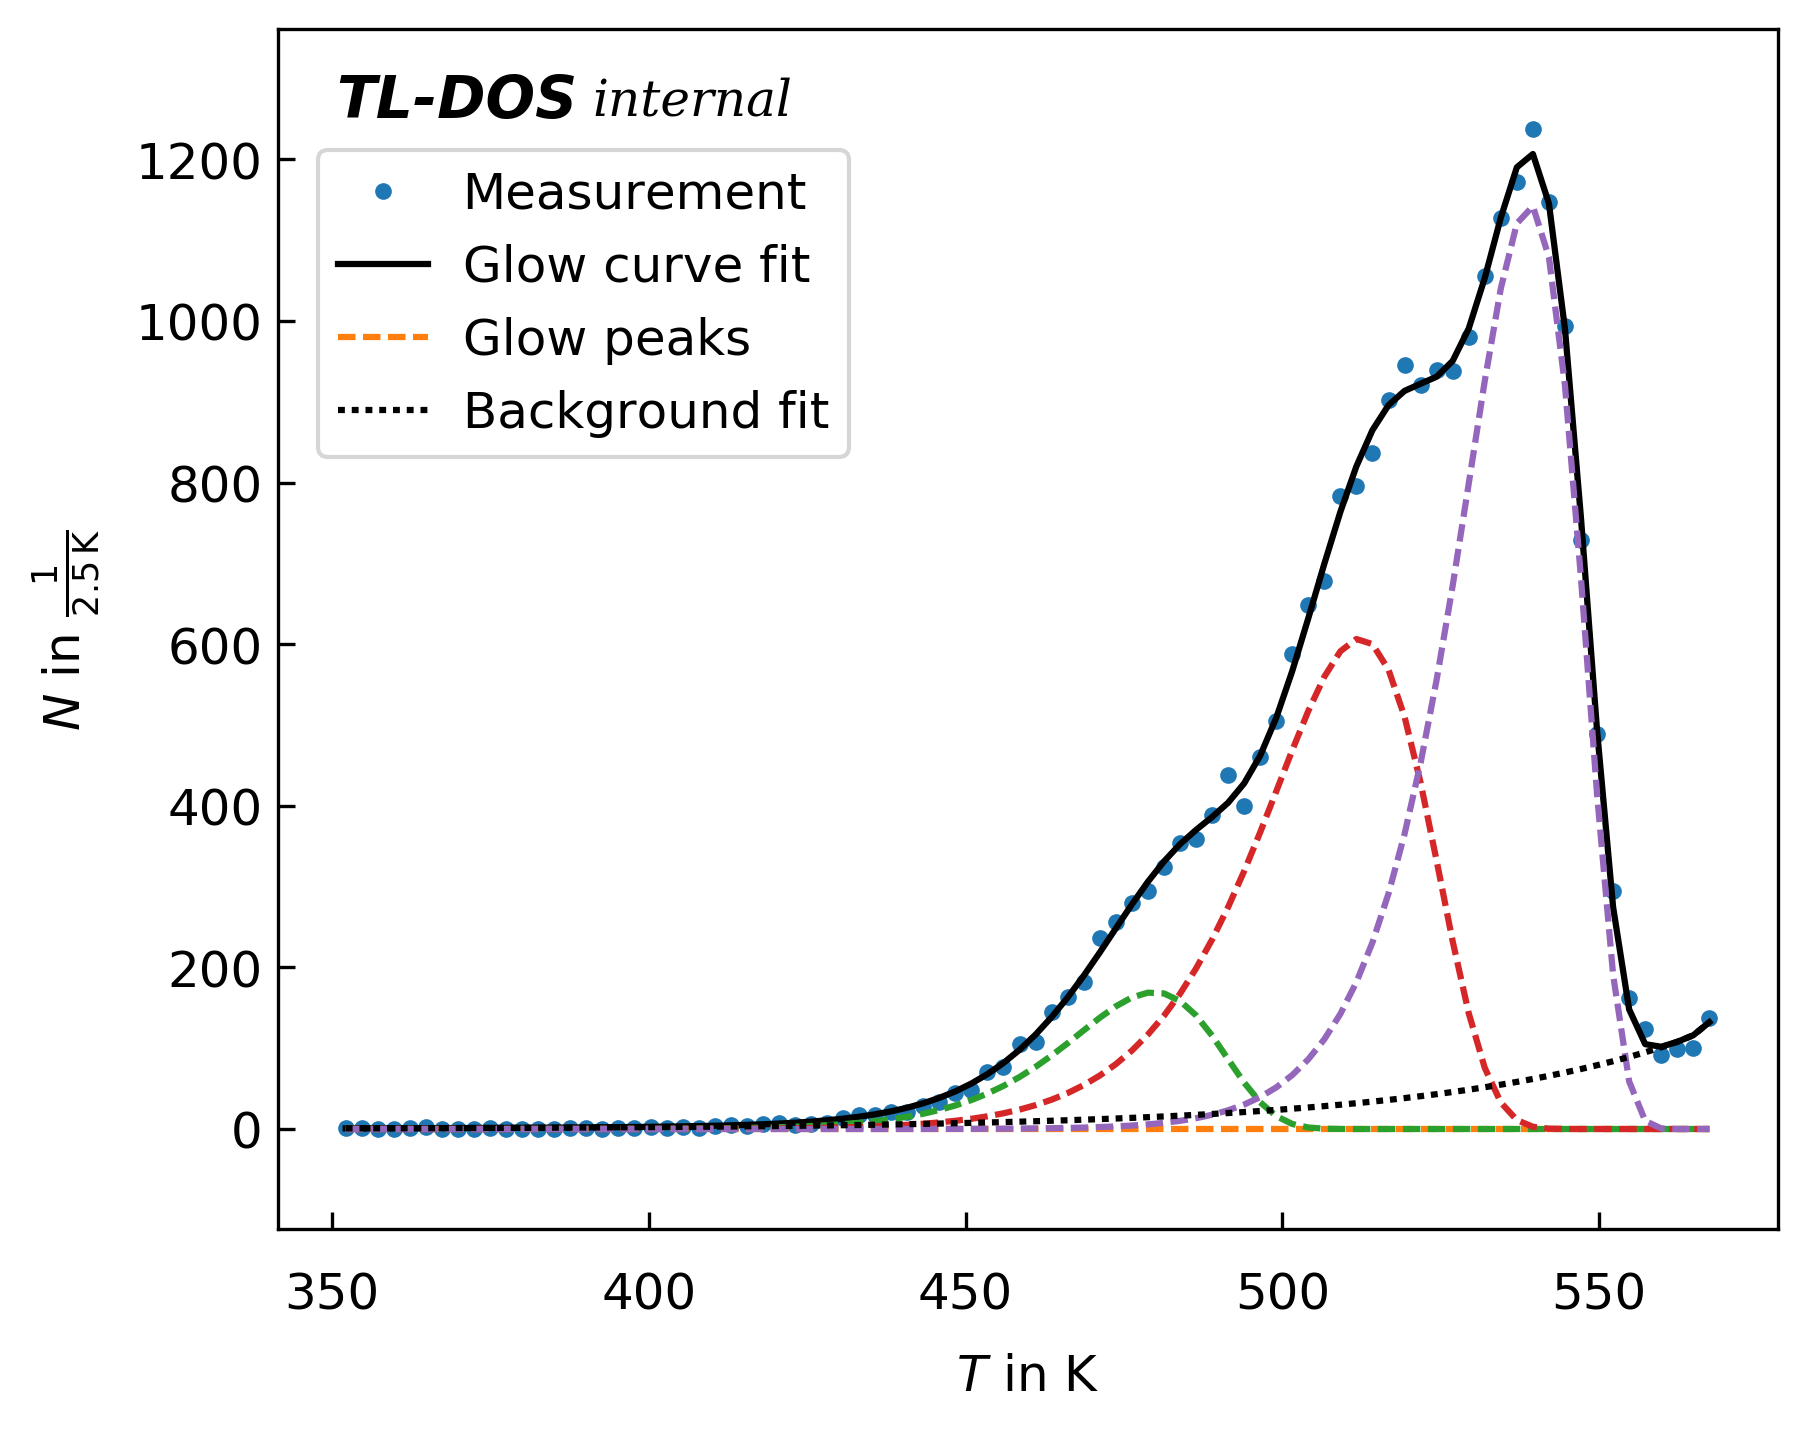 TL-DOS internal
Measurement
Glow curve fit
Glow peaks
Background fit
1200
1000
800
600
400
200
0
N in 1/2.5 K
350 400 450 500 550
T in K